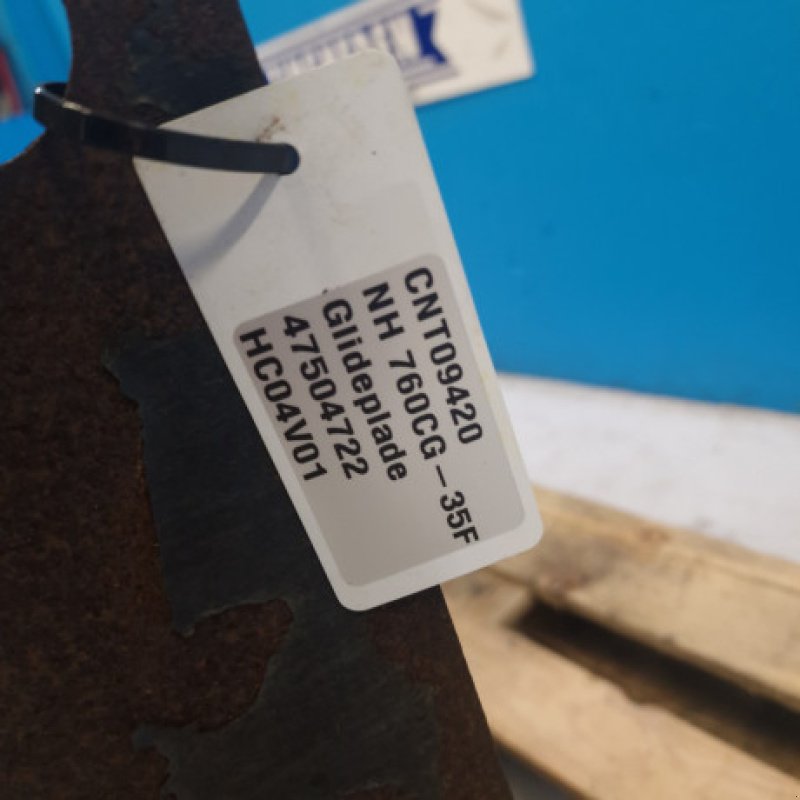 CNT09420
NH 760CG-35F
Glideplade
47504722
HC04V01